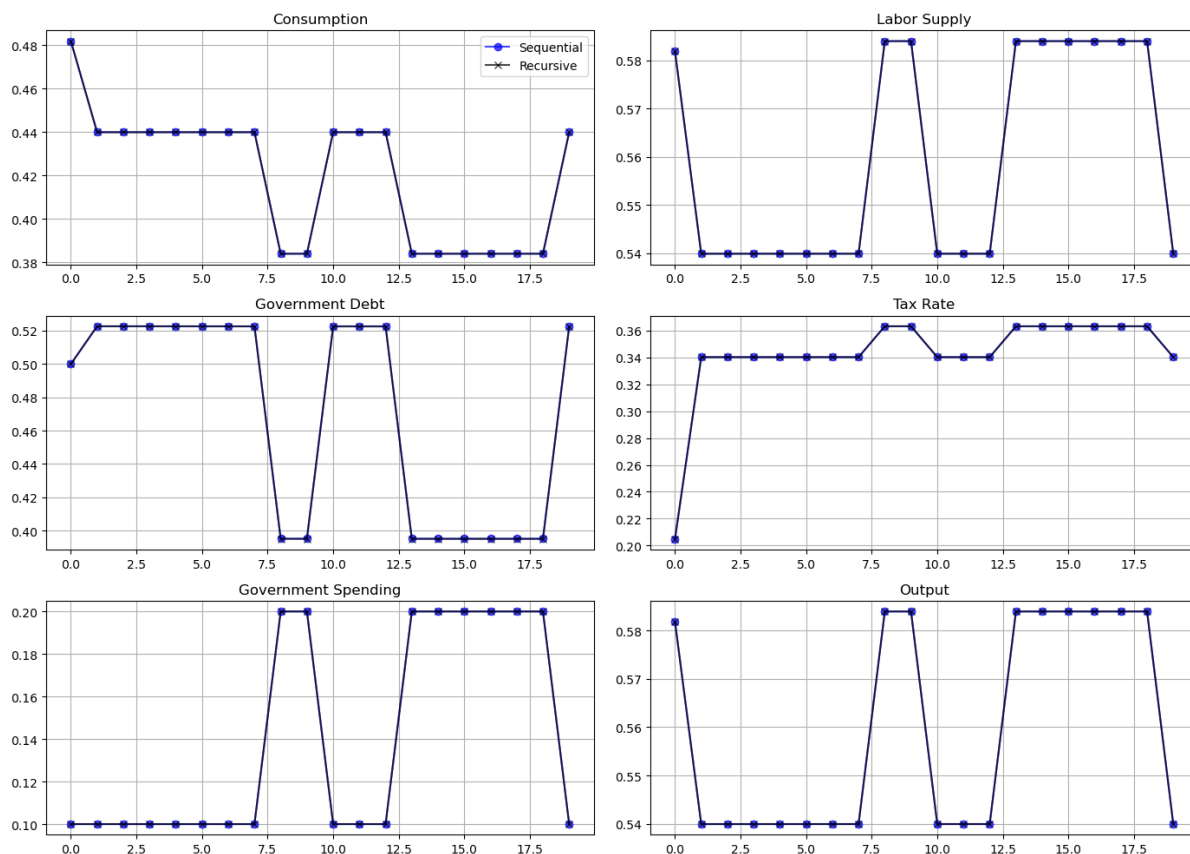 Consumption
0.48
0.46
0.44
0.42
0.40
0.38
0.0 2.5 5.0 7.5 10.0 12.5 15.0 17.5
Sequential
Recursive
Labor Supply
0.58
0.57
0.56
0.55
0.54
0.0 2.5 5.0 7.5 10.0 12.5 15.0 17.5
Government Debt
0.52
0.50
0.48
0.46
0.44
0.42
0.40
0.0 2.5 5.0 7.5 10.0 12.5 15.0 17.5
Tax Rate
0.36
0.34
0.32
0.30
0.28
0.26
0.24
0.22
0.20
0.0 2.5 5.0 7.5 10.0 12.5 15.0 17.5
Government Spending
0.20
0.18
0.16
0.14
0.12
0.10
0.0 2.5 5.0 7.5 10.0 12.5 15.0 17.5
Output
0.58
0.57
0.56
0.55
0.54
0.0 2.5 5.0 7.5 10.0 12.5 15.0 17.5